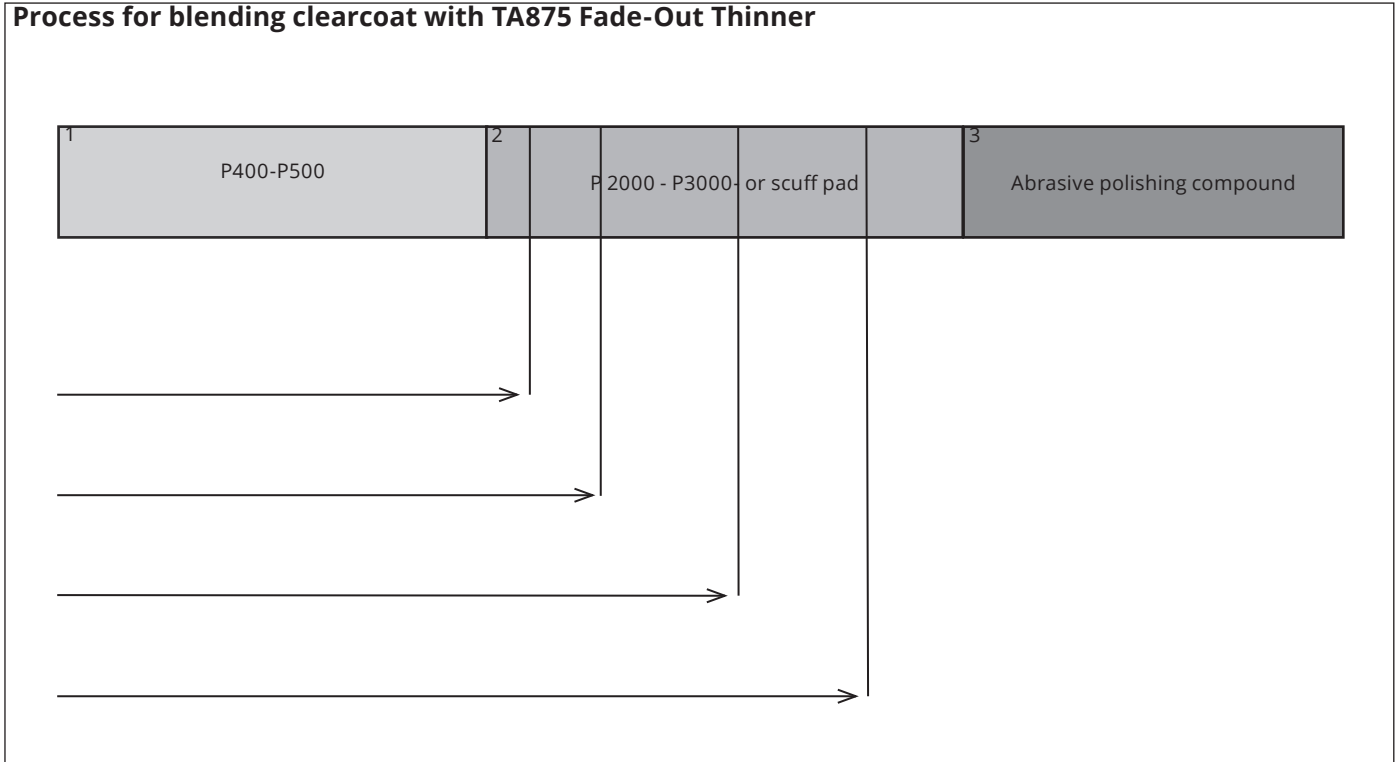 Process for blending clearcoat with TA875 Fade-Out Thinner
1
P400-P500
2
P 2000 - P3000- or scuff pad
3
Abrasive polishing compound